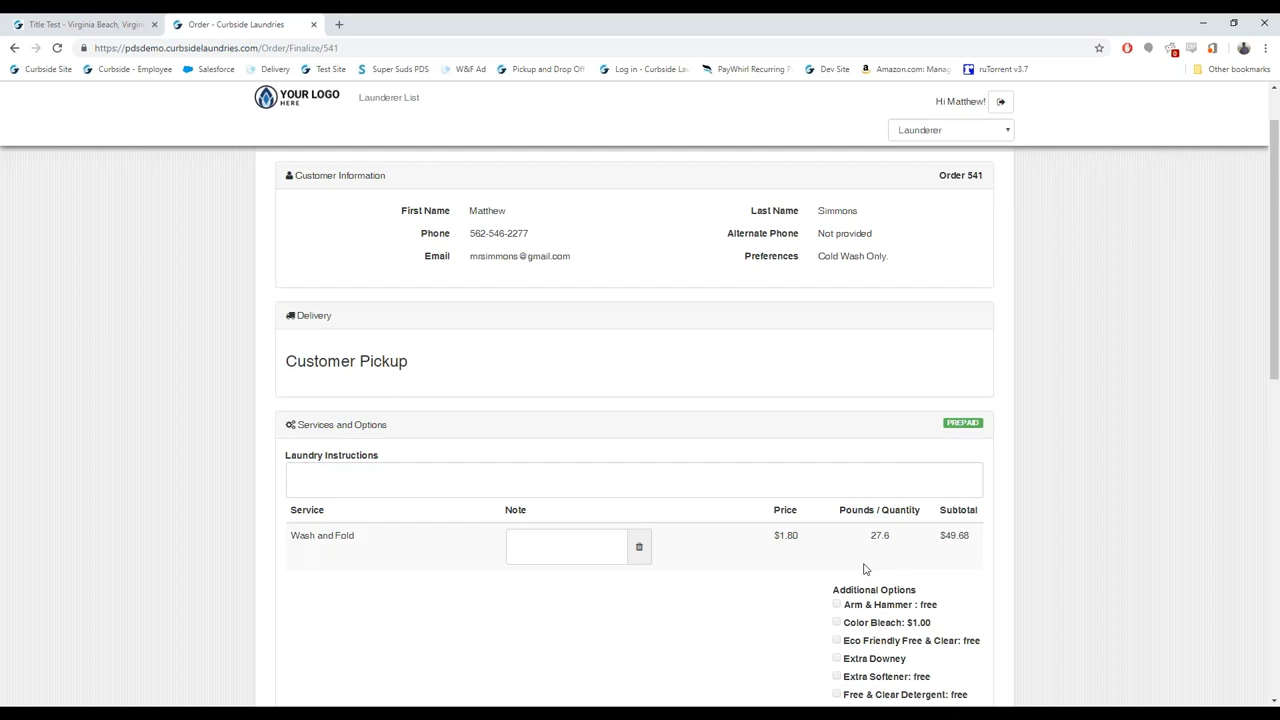 Title Test - Virginia Beach, Virgini
Order - Curbside Laundries
https://pdsdemo.curbsidelaundries.com/Order/Finalize/541
Curbside Site Curbside - Employee Salesforce Delivery Test Site Super Suds PDS W&F Ad Pickup and Drop Off Log in - Curbside La PayWhirl Recurring P Dev Site Amazon.com: Manag ruTorrent v3.7 Other bookmarks
YOUR LOGO
HERE
Launderer List
Hi Matthew!
Launderer
Customer Information Order 541
First Name Matthew Last Name Simmons
Phone 562-546-2277 Alternate Phone Not provided
Email mrsimmons@gmail.com Preferences Cold Wash Only.
Delivery
Customer Pickup
Services and Options PREPAID
Laundry Instructions
Service Note Price Pounds / Quantity Subtotal
Wash and Fold $1.80 27.6 $49.68
Additional Options
Arm & Hammer : free
Color Bleach: $1.00
Eco Friendly Free & Clear: free
Extra Downey
Extra Softener: free
Free & Clear Detergent: free